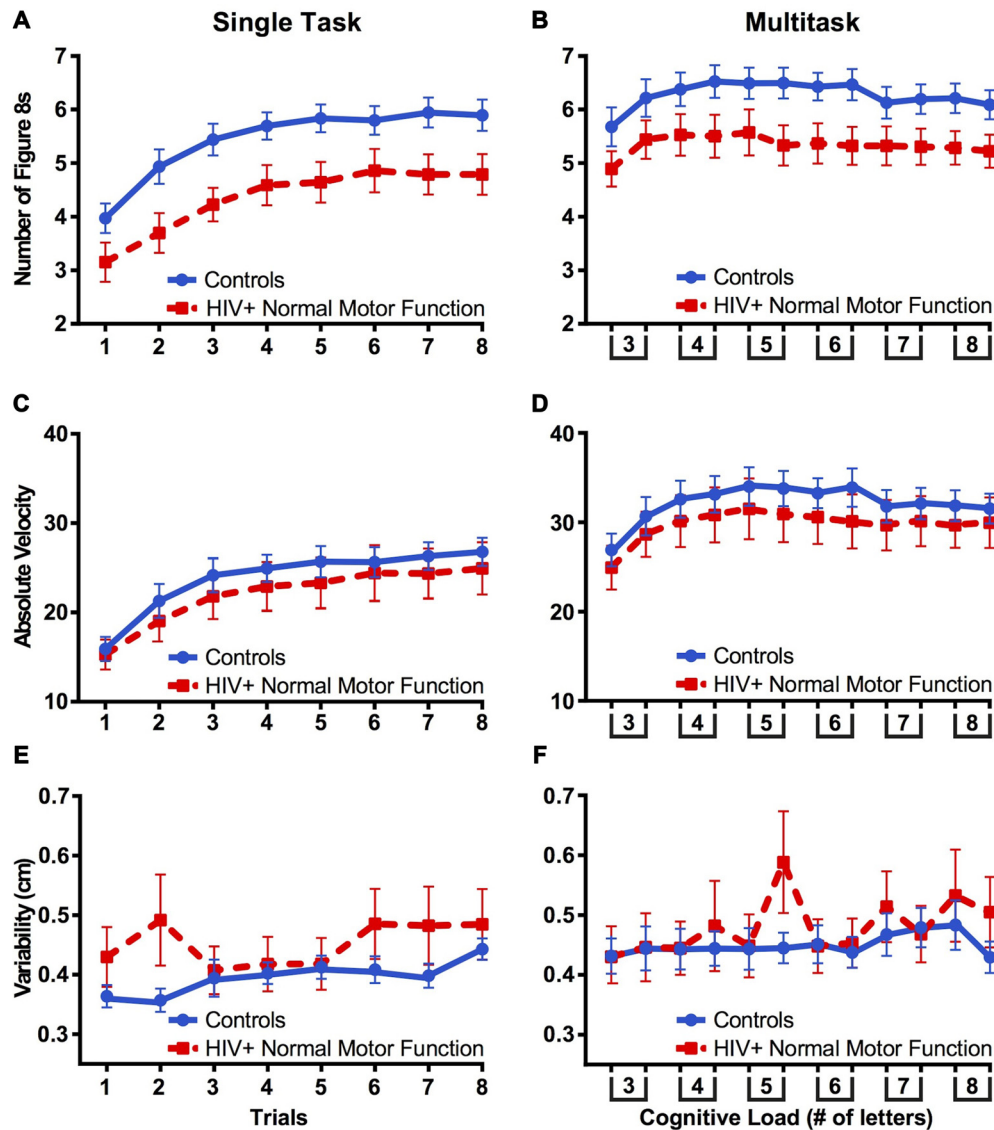 A
Single Task
B
Multitask
Number of Figure 8s
7
6
5
4
3
2
Controls
HIV+ Normal Motor Function
1 2 3 4 5 6 7 8
7
6
5
4
3
2
Controls
HIV+ Normal Motor Function
3 4 5 6 7 8
C
D
Absolute Velocity
40
30
20
10
Controls
HIV+ Normal Motor Function
1 2 3 4 5 6 7 8
40
30
20
10
Controls
HIV+ Normal Motor Function
3 4 5 6 7 8
E
F
Variability (cm)
0.7
0.6
0.5
0.4
0.3
Controls
HIV+ Normal Motor Function
1 2 3 4 5 6 7 8
Trials
0.7
0.6
0.5
0.4
0.3
Controls
HIV+ Normal Motor Function
3 4 5 6 7 8
Cognitive Load (# of letters)